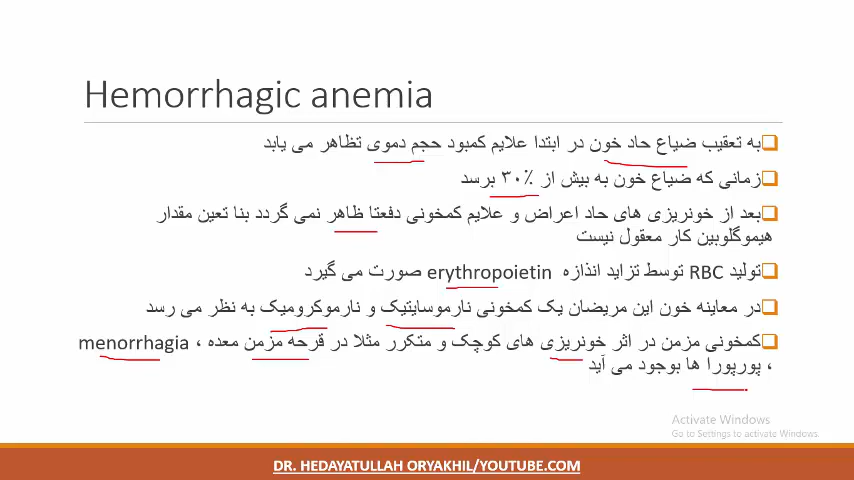 Hemorrhagic anemia
به تعقیب ضیاع حاد خون در ابتدا علایم کمبود حجم دموی تظاهر می یابد
زمانی که ضیاع خون به بیش از ۳۰٪ برسد
بعد از خونریزی های حاد اعراض و علایم کمخونی دفعتا ظاهر نمی گردد بنا تعین مقدار
هیموگلوبین کار معقول نیست
تولید RBC توسط تزاید انذازه erythropoietin صورت می گیرد
در معاینه خون این مریضان یک کمخونی نارموسایتیک و نارموکرومیک به نظر می رسد
کمخونی مزمن در اثر خونریزی های کوچک و متکرر مثلا در قرحه مزمن معده ، menorrhagia
، پورپورا ها بوجود می آید
Activate Windows
Go to Settings to activate Windows.
DR. HEDAYATULLAH ORYAKHIL/YOUTUBE.COM